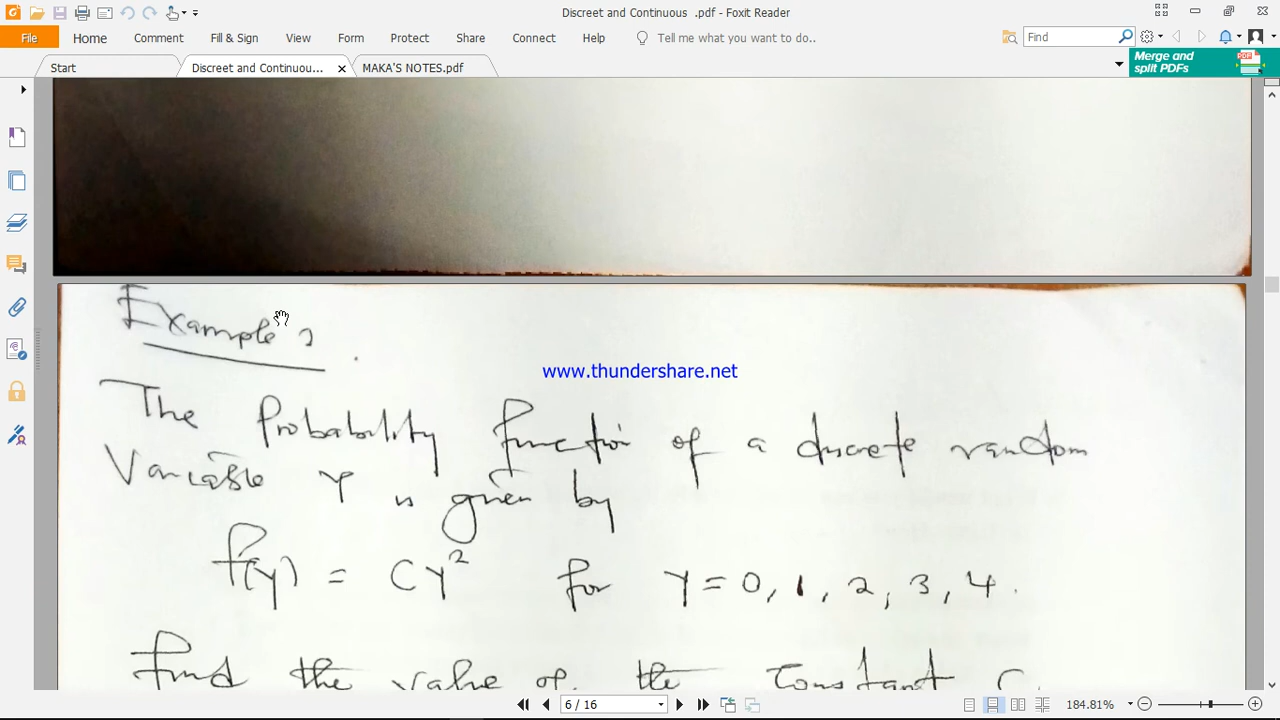 Discreet and Continuous .pdf - Foxit Reader
File
Home
Comment
Fill & Sign
View
Form
Protect
Share
Connect
Help
Tell me what you want to do..
Find
Start
Discreet and Continuou...
MAKA'S NOTES.pdf
Merge and
split PDFs
Example 2
www.thundershare.net
The Probability function of a discrete random
Variable Y is given by
f(y) = CY² for Y = 0, 1, 2, 3, 4.
find the value of the Constant C.
6 / 16
184.81%